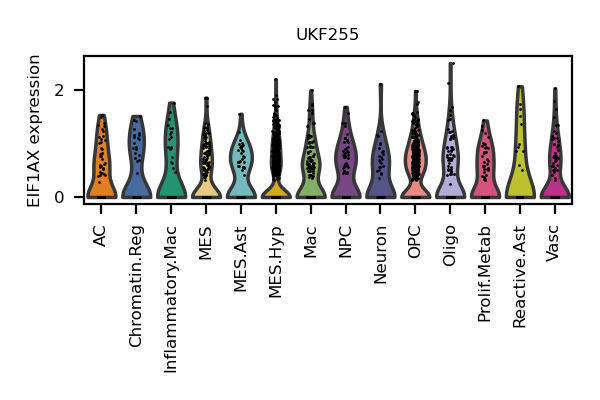 UKF255
EIF1AX expression
2
0
AC
Chromatin.Reg
Inflammatory.Mac
MES
MES.Ast
MES.Hyp
Mac
NPC
Neuron
OPC
Oligo
Prolif.Metab
Reactive.Ast
Vasc